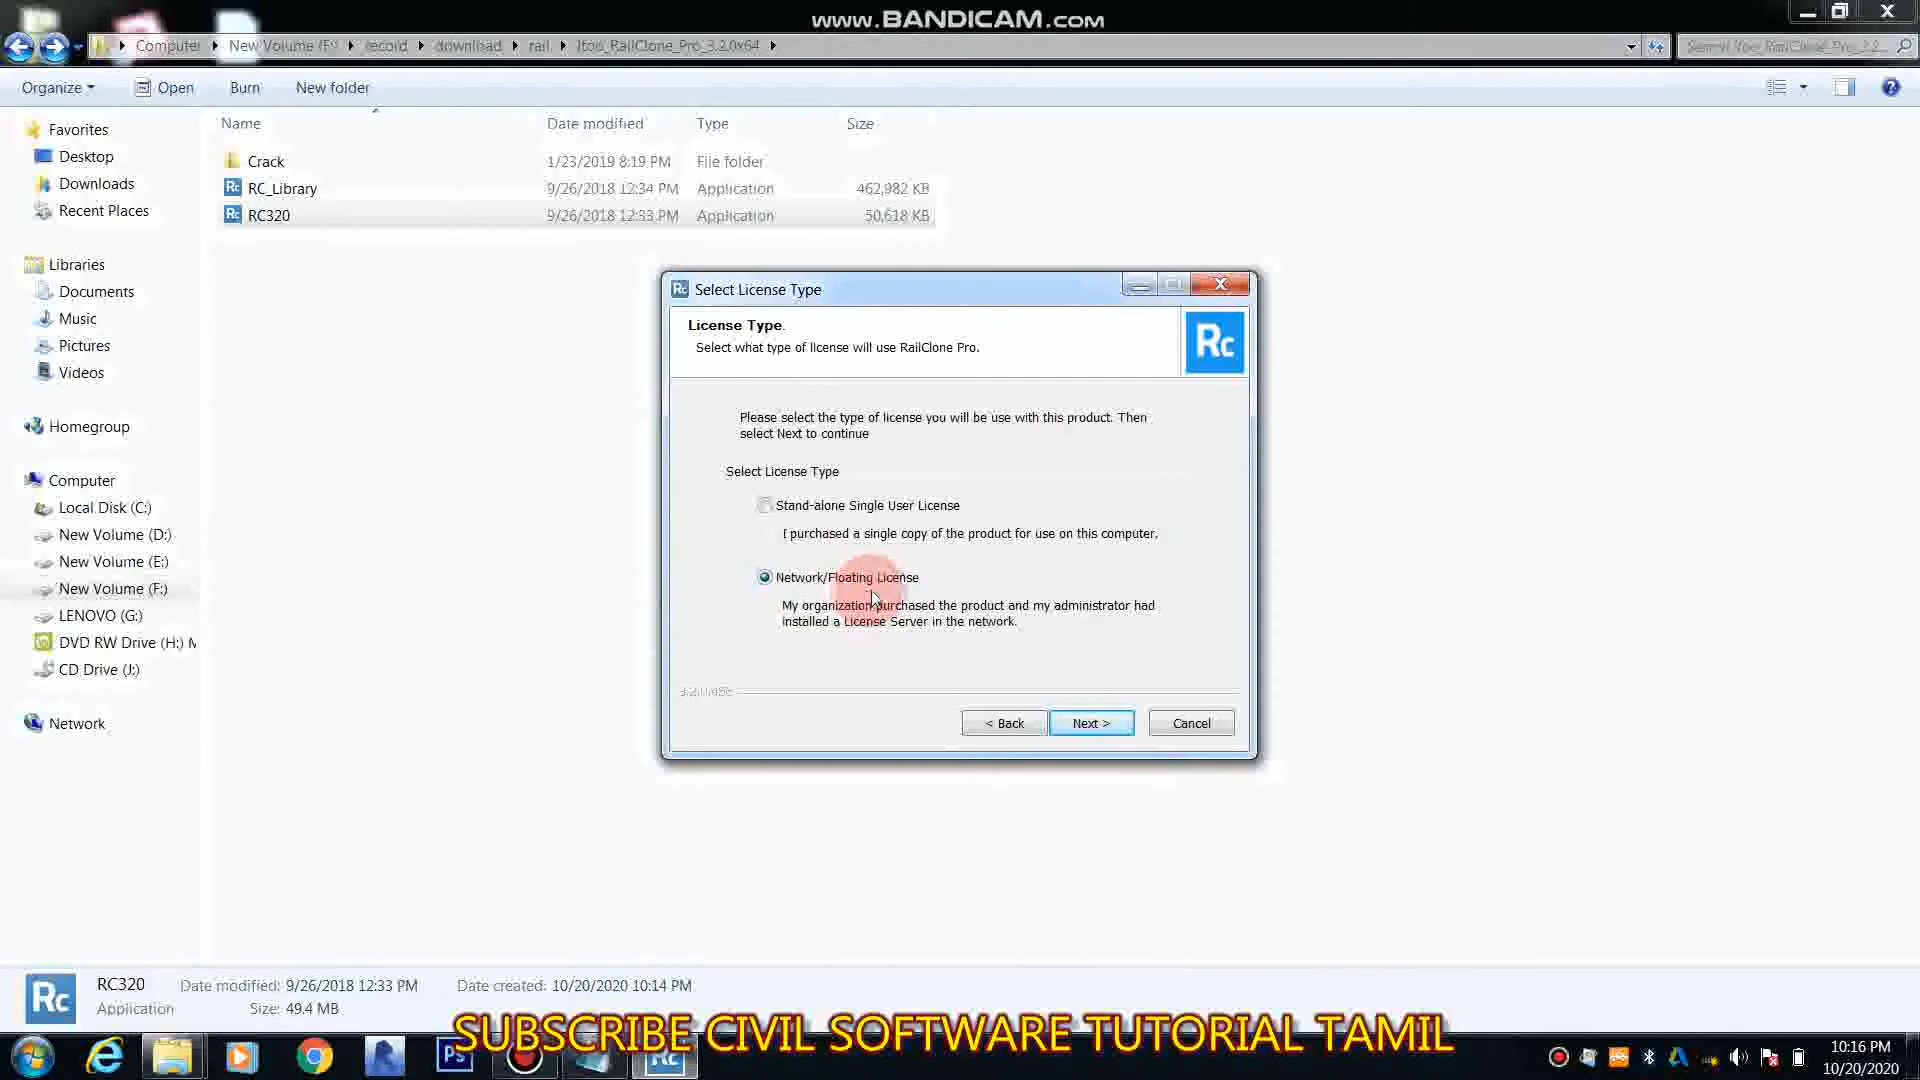 www.BANDICAM.com
Computer New Volume (F:) record download rail Itoo_RailClone_Pro_3.2.0x64
Organize Open Burn New folder
Name Date modified Type Size
Favorites
Desktop
Downloads
Recent Places
Libraries
Documents
Music
Pictures
Videos
Homegroup
Computer
Local Disk (C:)
New Volume (D:)
New Volume (E:)
New Volume (F:)
LENOVO (G:)
DVD RW Drive (H:) M
CD Drive (J:)
Network
Crack 1/23/2019 8:19 PM File folder
RC_Library 9/26/2018 12:34 PM Application 462,982 KB
RC320 9/26/2018 12:33 PM Application 50,618 KB
Rc Select License Type
License Type.
Select what type of license will use RailClone Pro.
Rc
Please select the type of license you will be use with this product. Then
select Next to continue
Select License Type
Stand-alone Single User License
I purchased a single copy of the product for use on this computer.
Network/Floating License
My organization purchased the product and my administrator had
installed a License Server in the network.
< Back Next > Cancel
Rc
RC320 Date modified: 9/26/2018 12:33 PM Date created: 10/20/2020 10:14 PM
Application Size: 49.4 MB
SUBSCRIBE CIVIL SOFTWARE TUTORIAL TAMIL
Ps
Rc
10:16 PM
10/20/2020